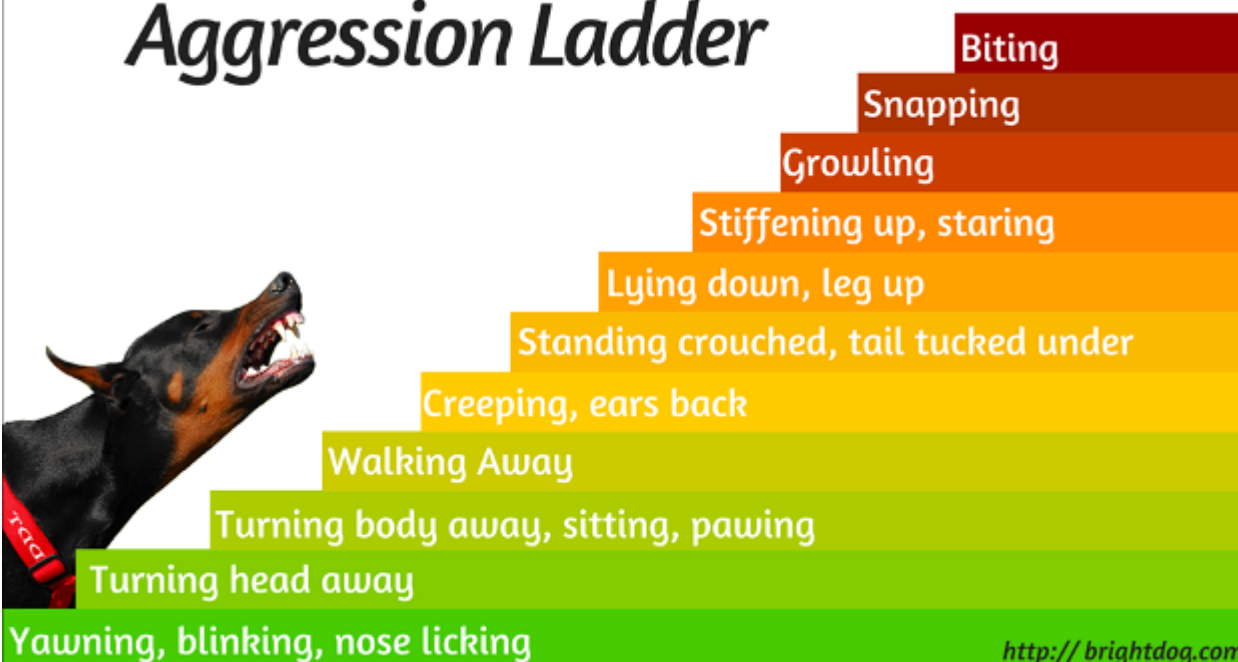 Aggression Ladder
Biting
Snapping
Growling
Stiffening up, staring
Lying down, leg up
Standing crouched, tail tucked under
Creeping, ears back
Walking Away
Turning body away, sitting, pawing
Turning head away
Yawning, blinking, nose licking
http:// brightdog.com